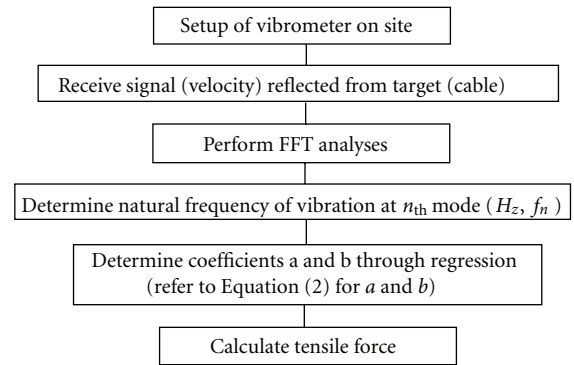 Setup of vibrometer on site
Receive signal (velocity) reflected from target (cable)
Perform FFT analyses
Determine natural frequency of vibration at nth mode (Hz, fn)
Determine coefficients a and b through regression
(refer to Equation (2) for a and b)
Calculate tensile force